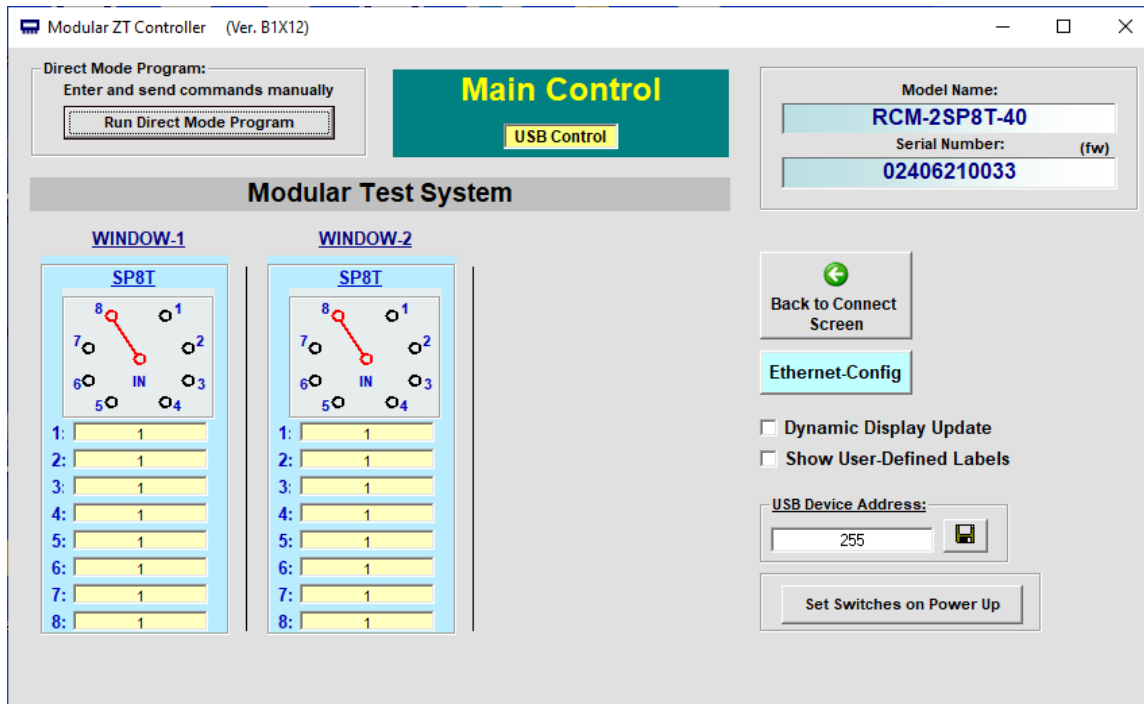 Modular ZT Controller (Ver. B1X12)
Direct Mode Program:
Enter and send commands manually
Run Direct Mode Program
Main Control
USB Control
Model Name:
RCM-2SP8T-40
Serial Number: (fw)
02406210033
Modular Test System
WINDOW-1
SP8T
8 1
7 2
6 IN 3
5 4
1: 1
2: 1
3: 1
4: 1
5: 1
6: 1
7: 1
8: 1
WINDOW-2
SP8T
8 1
7 2
6 IN 3
5 4
1: 1
2: 1
3: 1
4: 1
5: 1
6: 1
7: 1
8: 1
Back to Connect
Screen
Ethernet-Config
Dynamic Display Update
Show User-Defined Labels
USB Device Address:
255
Set Switches on Power Up